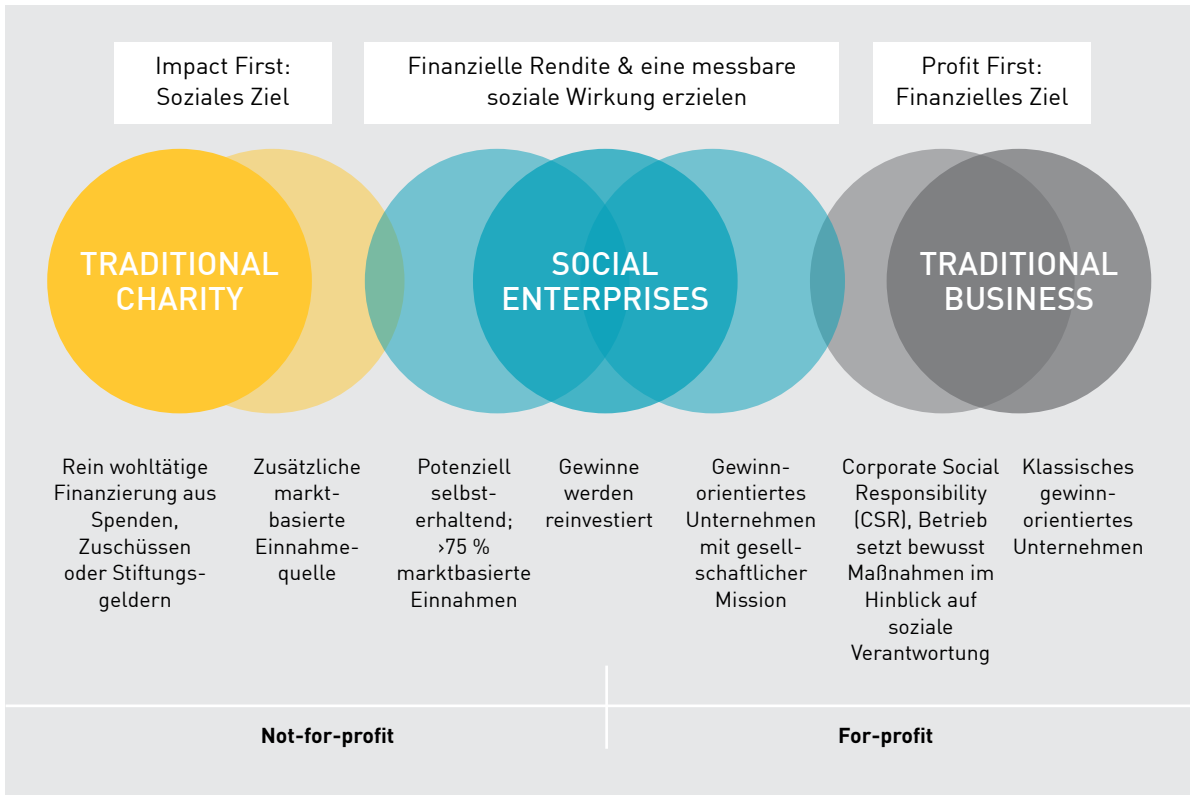 Impact First:
Soziales Ziel
Finanzielle Rendite & eine messbare
soziale Wirkung erzielen
Profit First:
Finanzielles Ziel
TRADITIONAL
CHARITY
SOCIAL
ENTERPRISES
TRADITIONAL
BUSINESS
Rein wohltätige
Finanzierung aus
Spenden,
Zuschüssen
oder Stiftungs-
geldern
Zusätzliche
markt-
basierte
Einnahme-
quelle
Potenziell
selbst-
erhaltend;
>75 %
marktbasierte
Einnahmen
Gewinne
werden
reinvestiert
Gewinn-
orientiertes
Unternehmen
mit gesell-
schaftlicher
Mission
Corporate Social
Responsibility
(CSR), Betrieb
setzt bewusst
Maßnahmen im
Hinblick auf
soziale
Verantwortung
Klassisches
gewinn-
orientiertes
Unternehmen
Not-for-profit
For-profit